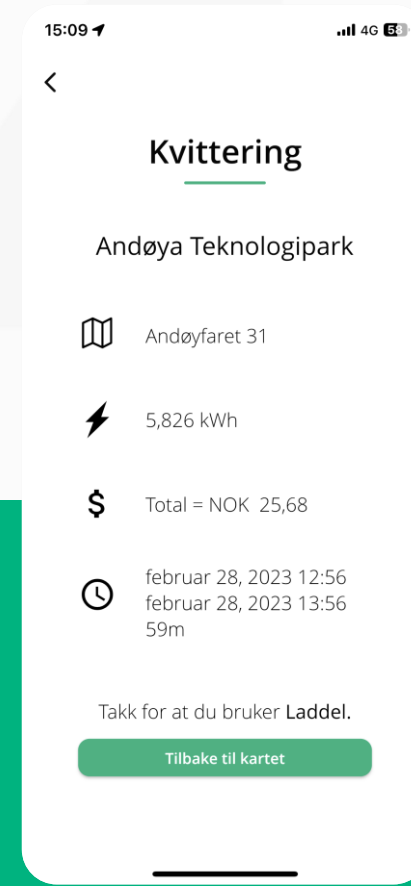 15:09
4G 58
Kvittering
Andøya Teknologipark
Andøyfaret 31
5,826 kWh
$ Total = NOK 25,68
februar 28, 2023 12:56
februar 28, 2023 13:56
59m
Takk for at du bruker Laddel.
Tilbake til kartet